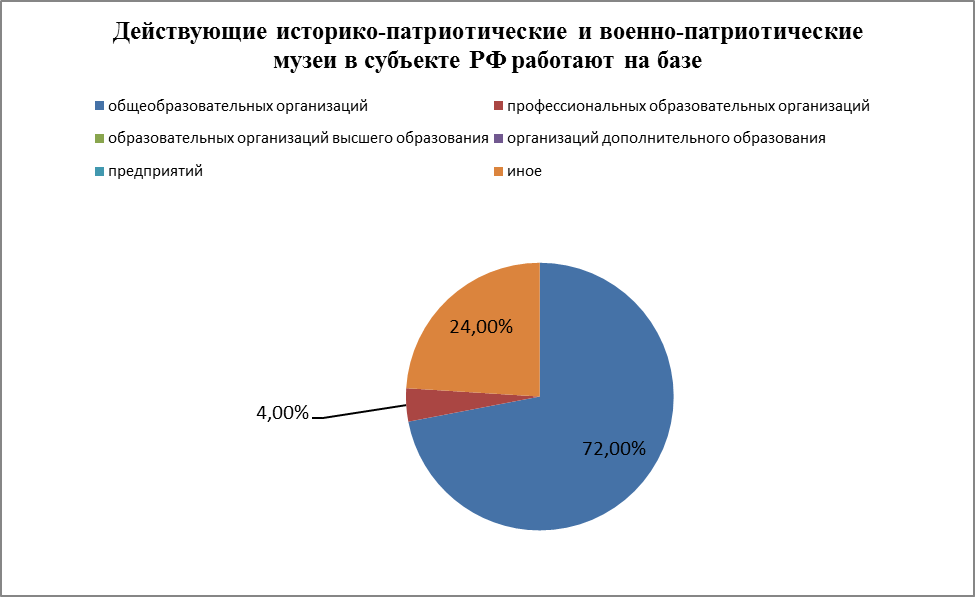 Действующие историко-патриотические и военно-патриотические
музеи в субъекте РФ работают на базе
общеобразовательных организаций
профессиональных образовательных организаций
образовательных организаций высшего образования
организаций дополнительного образования
предприятий
иное
24,00%
4,00%
72,00%